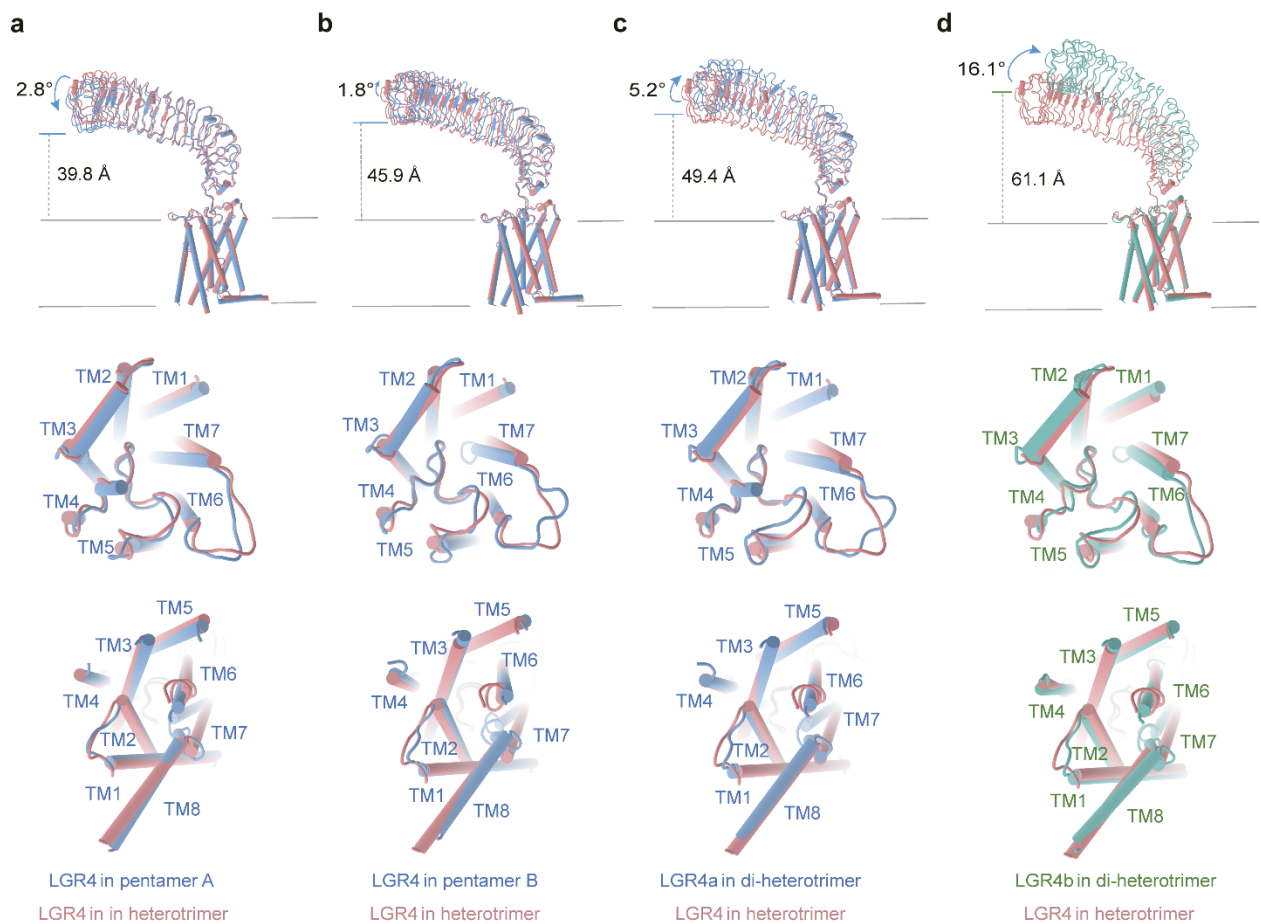 a
b
c
d
2.8°
39.8 Å
1.8°
45.9 Å
5.2°
49.4 Å
16.1°
61.1 Å
TM2
TM1
TM3
TM7
TM4
TM6
TM5
TM2
TM1
TM3
TM7
TM6
TM4
TM5
TM2
TM1
TM3
TM7
TM4
TM6
TM5
TM2
TM1
TM3
TM7
TM4
TM6
TM5
TM5
TM3
TM6
TM4
TM7
TM2
TM1
TM8
TM5
TM3
TM6
TM4
TM7
TM2
TM1
TM8
TM5
TM3
TM6
TM4
TM7
TM2
TM1
TM8
TM5
TM3
TM6
TM4
TM7
TM2
TM1
TM8
LGR4 in pentamer A
LGR4 in in heterotrimer
LGR4 in pentamer B
LGR4 in heterotrimer
LGR4a in di-heterotrimer
LGR4 in heterotrimer
LGR4b in di-heterotrimer
LGR4 in heterotrimer